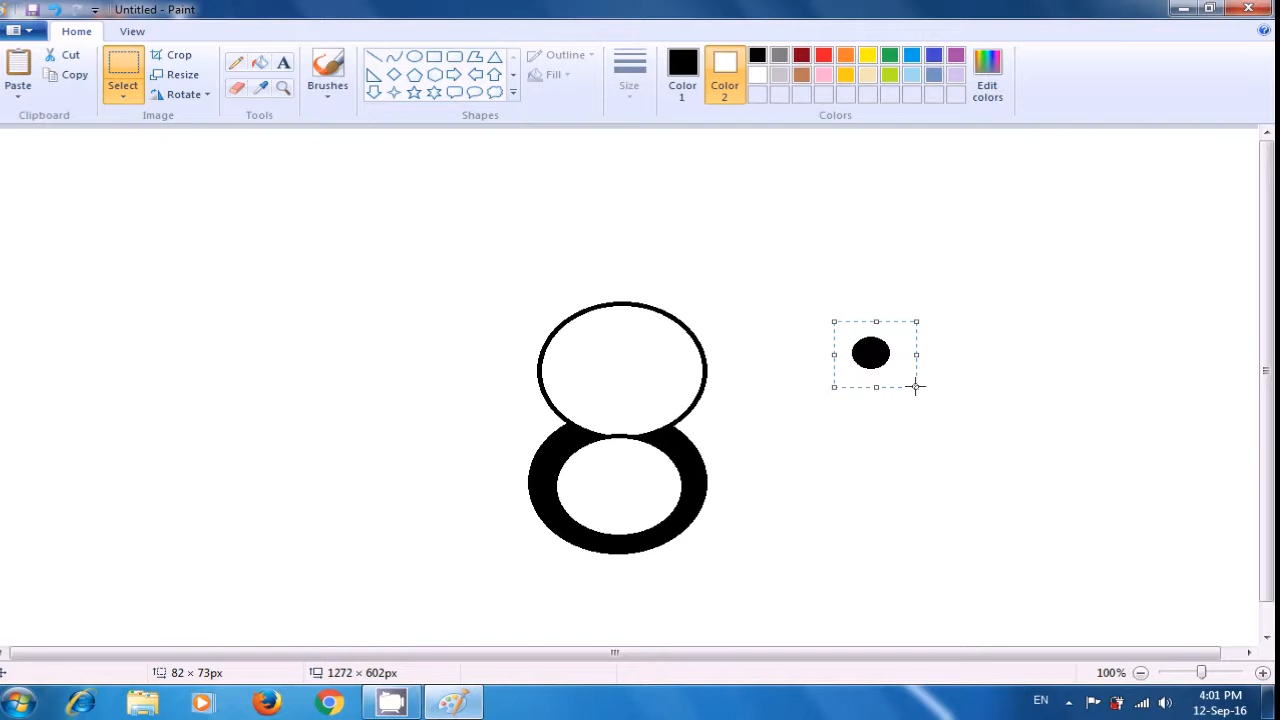 Untitled - Paint
Home View
Paste
Cut
Copy
Clipboard
Select
Crop
Resize
Rotate
Image
Tools
Brushes
Shapes
Outline
Fill
Size
Color 1
Color 2
Edit colors
Colors
82 × 73px
1272 × 602px
100%
EN
4:01 PM
12-Sep-16